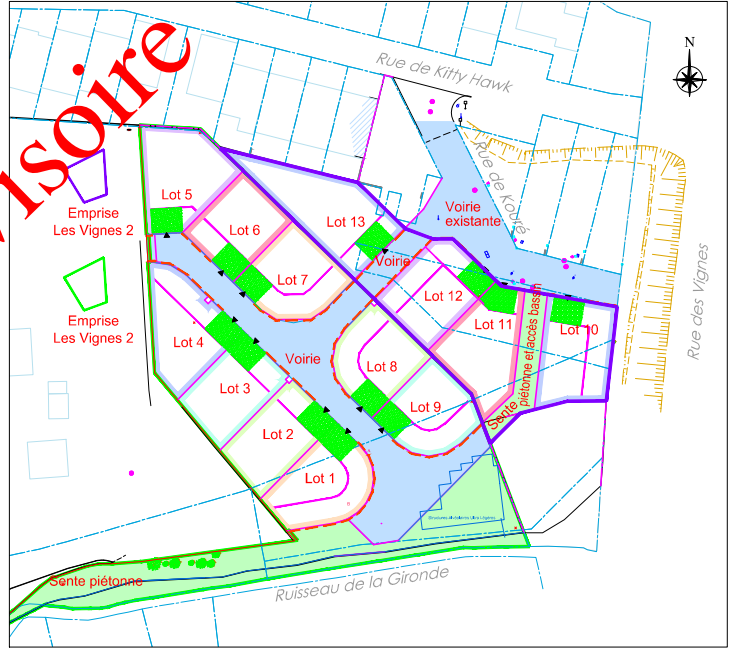 isoire
Rue de Kitty Hawk
N
Rue de Kouré
Voirie
existante
Rue des Vignes
Lot 5
Lot 6
Lot 7
Lot 13
Voirie
Lot 12
Lot 11
Lot 10
Emprise
Les Vignes 2
Emprise
Les Vignes 2
Lot 4
Lot 3
Lot 2
Lot 1
Voirie
Lot 8
Lot 9
Sente
piétonne et accès bassin
Sente piétonne
Ruisseau de la Gironde